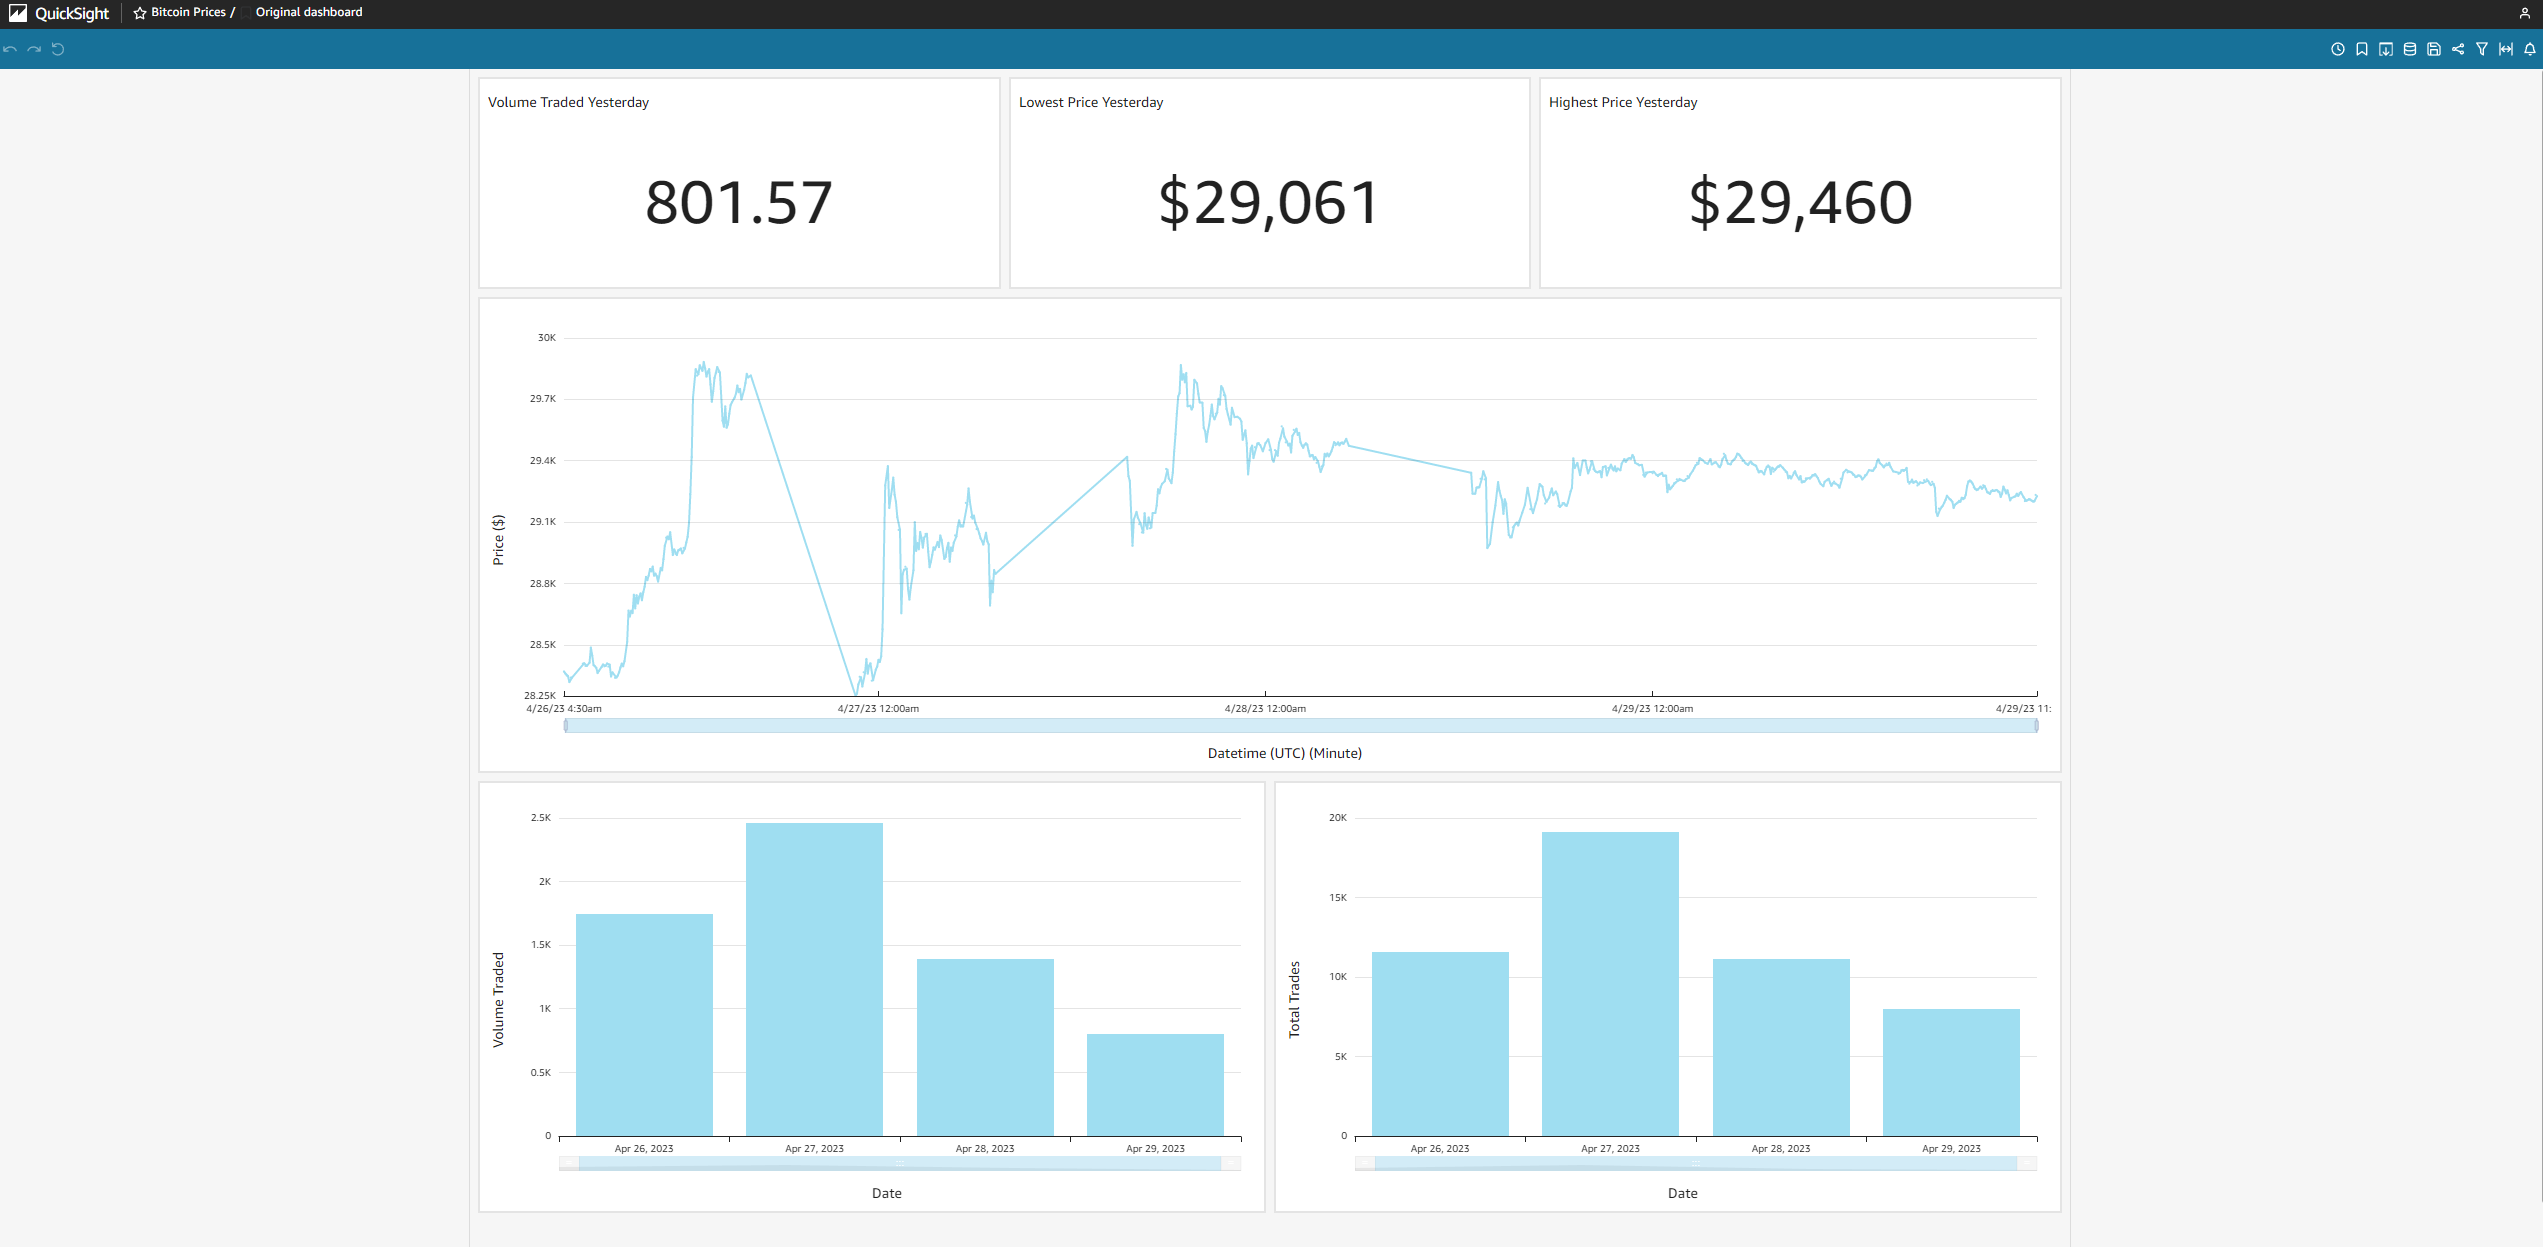 QuickSight
Bitcoin Prices / Original dashboard
Volume Traded Yesterday
801.57
Lowest Price Yesterday
$29,061
Highest Price Yesterday
$29,460
Price ($)
30K
29.7K
29.4K
29.1K
28.8K
28.5K
28.25K
4/26/23 4:30am
4/27/23 12:00am
4/28/23 12:00am
4/29/23 12:00am
4/29/23 11:
Datetime (UTC) (Minute)
Volume Traded
2.5K
2K
1.5K
1K
0.5K
0
Apr 26, 2023
Apr 27, 2023
Apr 28, 2023
Apr 29, 2023
Date
Total Trades
20K
15K
10K
5K
0
Apr 26, 2023
Apr 27, 2023
Apr 28, 2023
Apr 29, 2023
Date